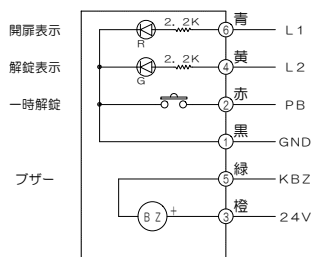 開扉表示 R 2.2K ⑥ 青 L1
解錠表示 G 2.2K ④ 黄 L2
一時解錠 ② 赤 PB
① 黒 GND
ブザー ⑤ 緑 KBZ
BZ + ③ 橙 24V